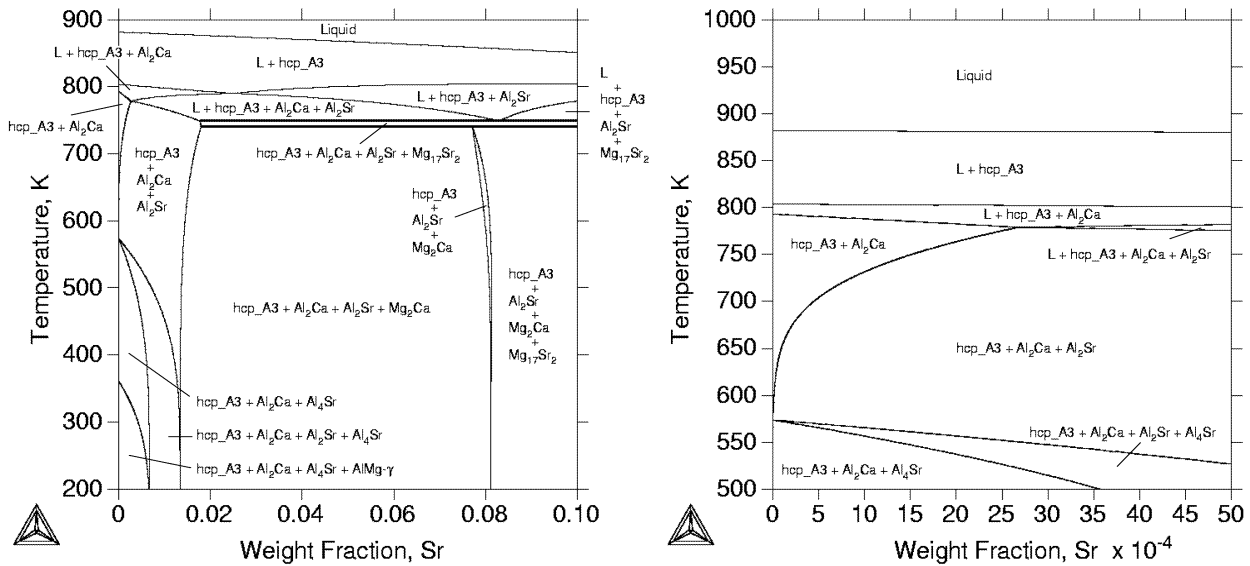 900
800
700
600
500
400
300
200
Temperature, K
Liquid
L + hcp_A3 + Al₂Ca
L + hcp_A3
L + hcp_A3 + Al₂Sr
L + hcp_A3 + Al₂Ca + Al₂Sr
hcp_A3 + Al₂Ca
hcp_A3 + Al₂Ca + Al₂Sr + Mg₁₇Sr₂
L
+
hcp_A3
+
Al₂Sr
+
Mg₁₇Sr₂
hcp_A3
+
Al₂Ca
+
Al₂Sr
hcp_A3
+
Al₂Sr
+
Mg₂Ca
hcp_A3 + Al₂Ca + Al₂Sr + Mg₂Ca
hcp_A3
+
Al₂Sr
+
Mg₂Ca
+
Mg₁₇Sr₂
hcp_A3 + Al₂Ca + Al₄Sr
hcp_A3 + Al₂Ca + Al₂Sr + Al₄Sr
hcp_A3 + Al₂Ca + Al₄Sr + AlMg-γ
0 0.02 0.04 0.06 0.08 0.10
Weight Fraction, Sr
1000
950
900
850
800
750
700
650
600
550
500
Temperature, K
Liquid
L + hcp_A3
L + hcp_A3 + Al₂Ca
hcp_A3 + Al₂Ca
L + hcp_A3 + Al₂Ca + Al₂Sr
hcp_A3 + Al₂Ca + Al₂Sr
hcp_A3 + Al₂Ca + Al₂Sr + Al₄Sr
hcp_A3 + Al₂Ca + Al₄Sr
0 5 10 15 20 25 30 35 40 45 50
Weight Fraction, Sr x 10⁻⁴